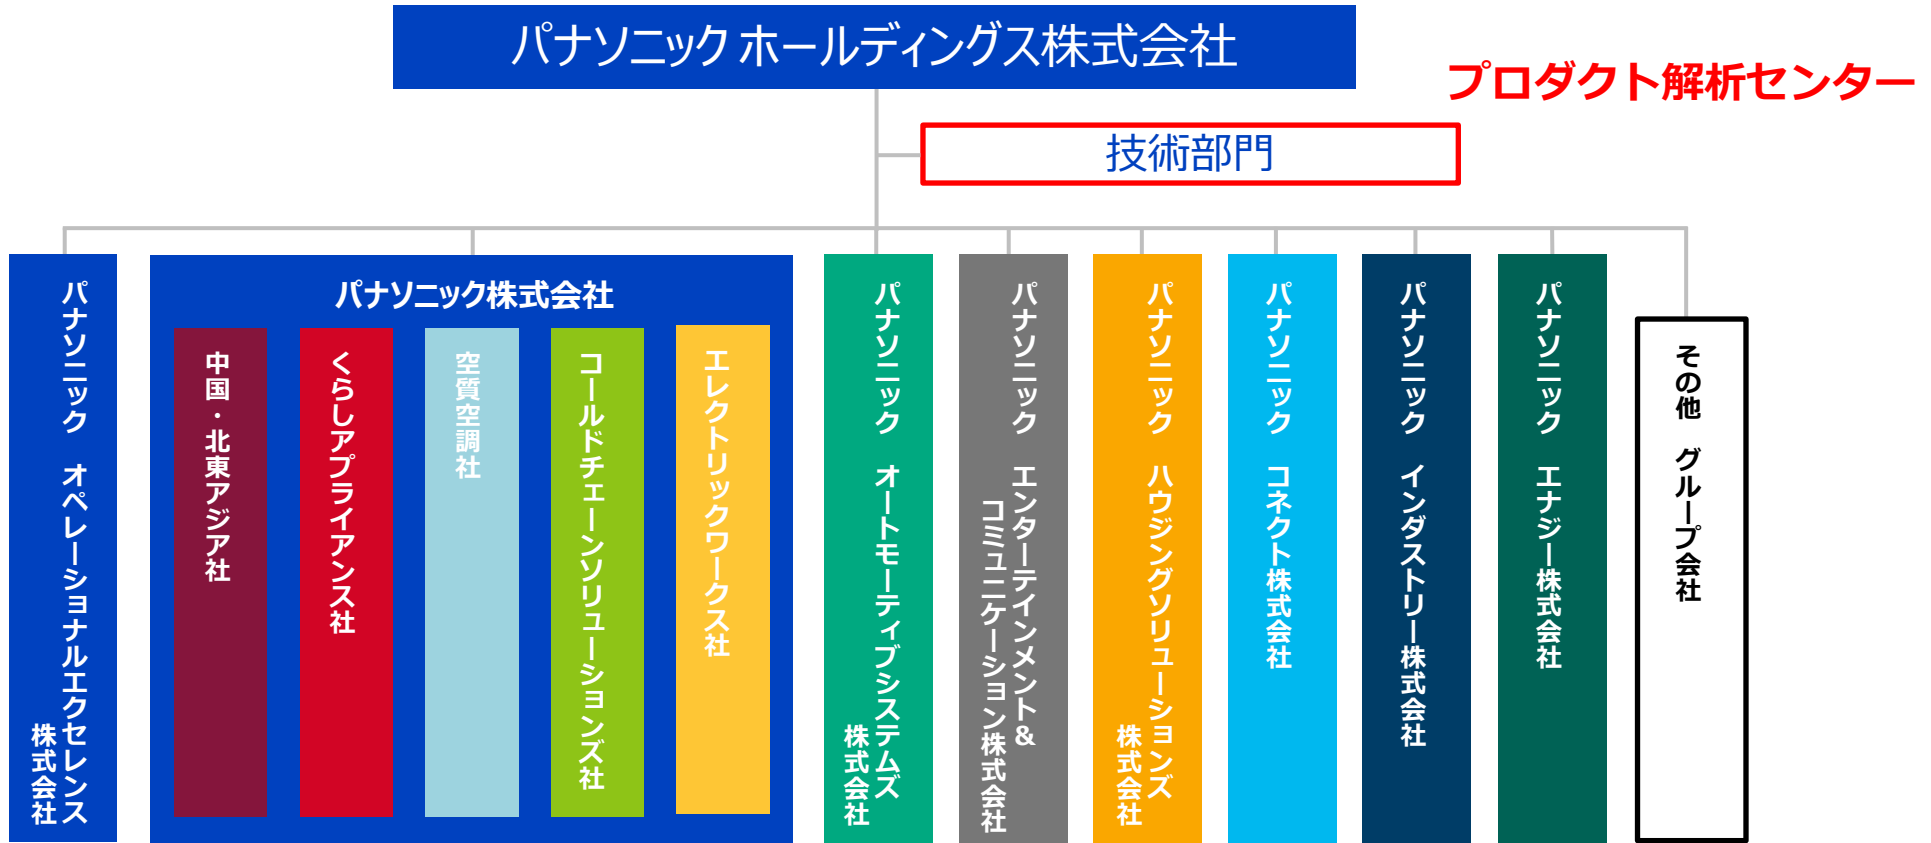 パナソニック ホールディングス株式会社
プロダクト解析センター
技術部門
パナソニック オペレーショナルエクセレンス
株式会社
パナソニック株式会社
中国・北東アジア社
くらしアプライアンス社
空質空調社
コールドチェーンソリューションズ社
エレクトリックワークス社
パナソニック オートモーティブシステムズ
株式会社
パナソニック エンターテインメント&
コミュニケーション株式会社
パナソニック ハウジングソリューションズ
株式会社
パナソニック コネクト株式会社
パナソニック インダストリー株式会社
パナソニック エナジー株式会社
その他 グループ会社